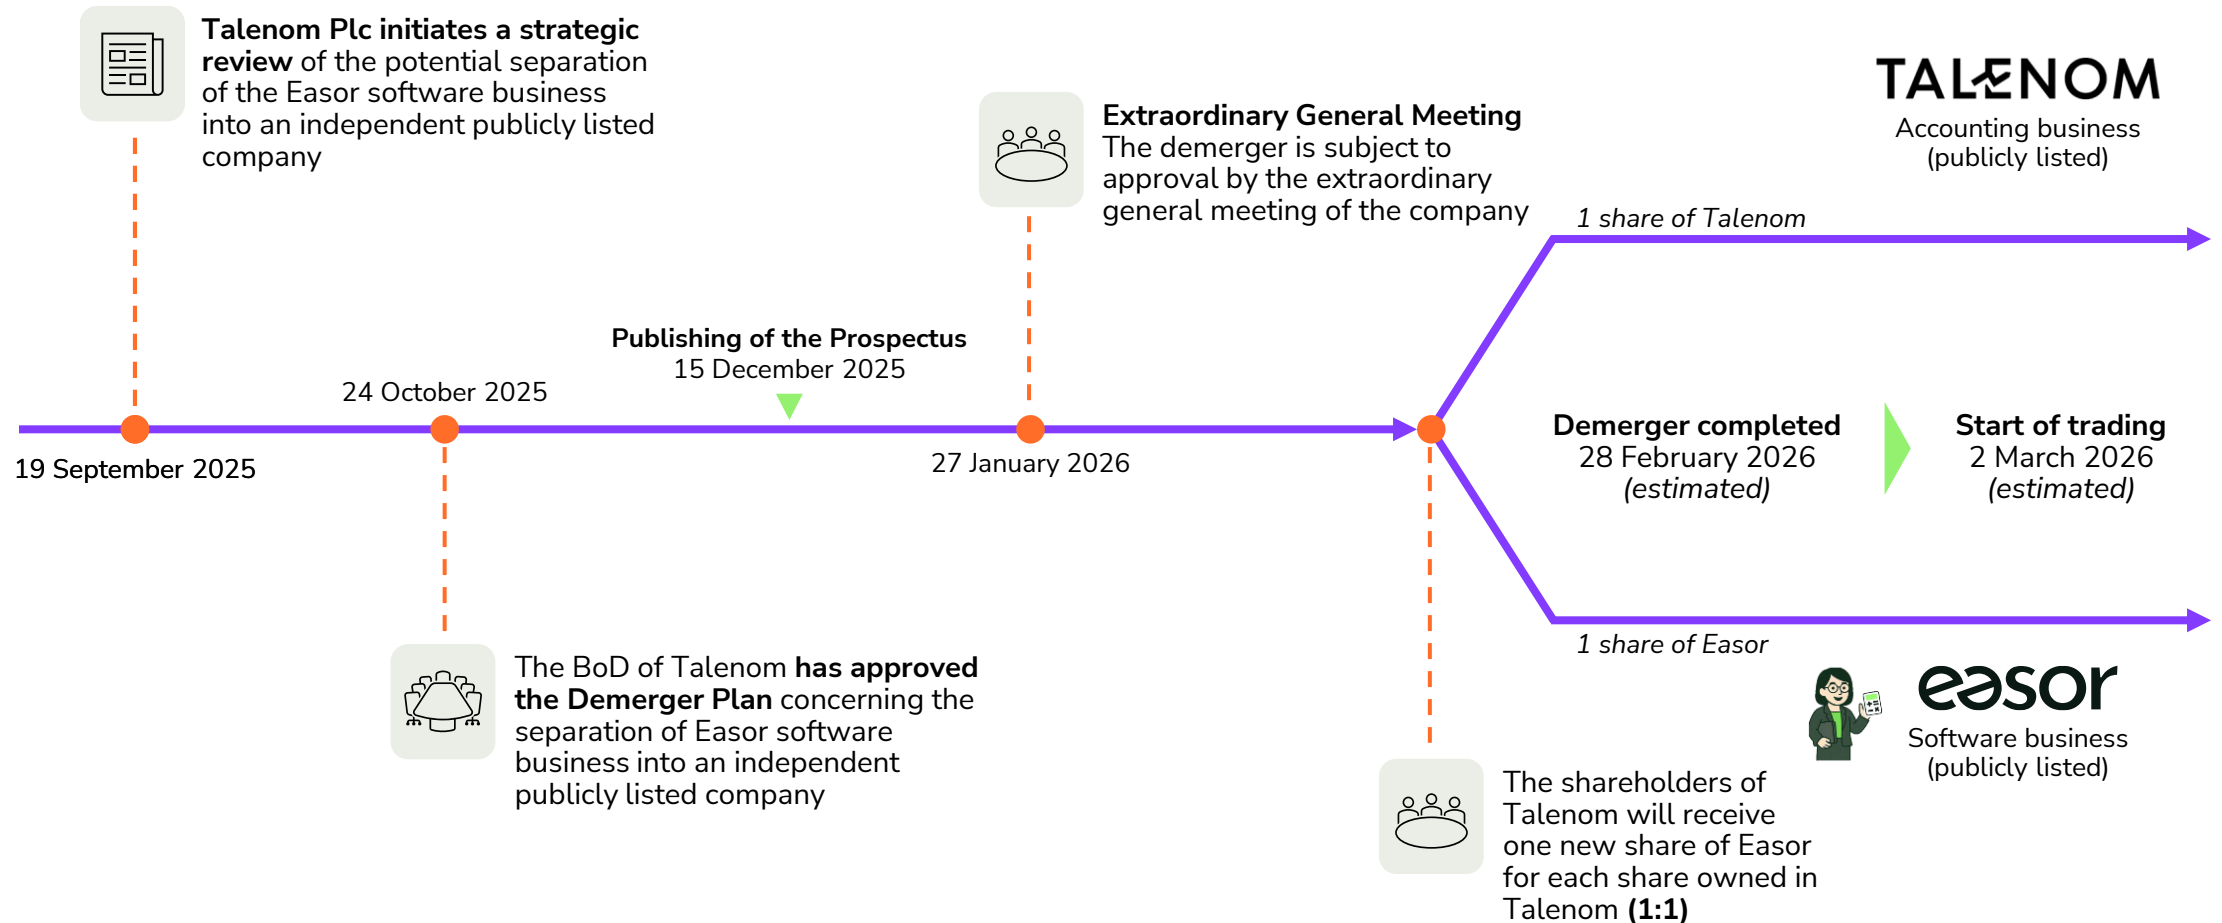 Talenom Plc initiates a strategic
review of the potential separation
of the Easor software business
into an independent publicly listed
company
19 September 2025
24 October 2025
The BoD of Talenom has approved
the Demerger Plan concerning the
separation of Easor software
business into an independent
publicly listed company
Publishing of the Prospectus
15 December 2025
Extraordinary General Meeting
The demerger is subject to
approval by the extraordinary
general meeting of the company
27 January 2026
TALENOM
Accounting business
(publicly listed)
1 share of Talenom
Demerger completed
28 February 2026
(estimated)
Start of trading
2 March 2026
(estimated)
1 share of Easor
easor
Software business
(publicly listed)
The shareholders of
Talenom will receive
one new share of Easor
for each share owned in
Talenom (1:1)